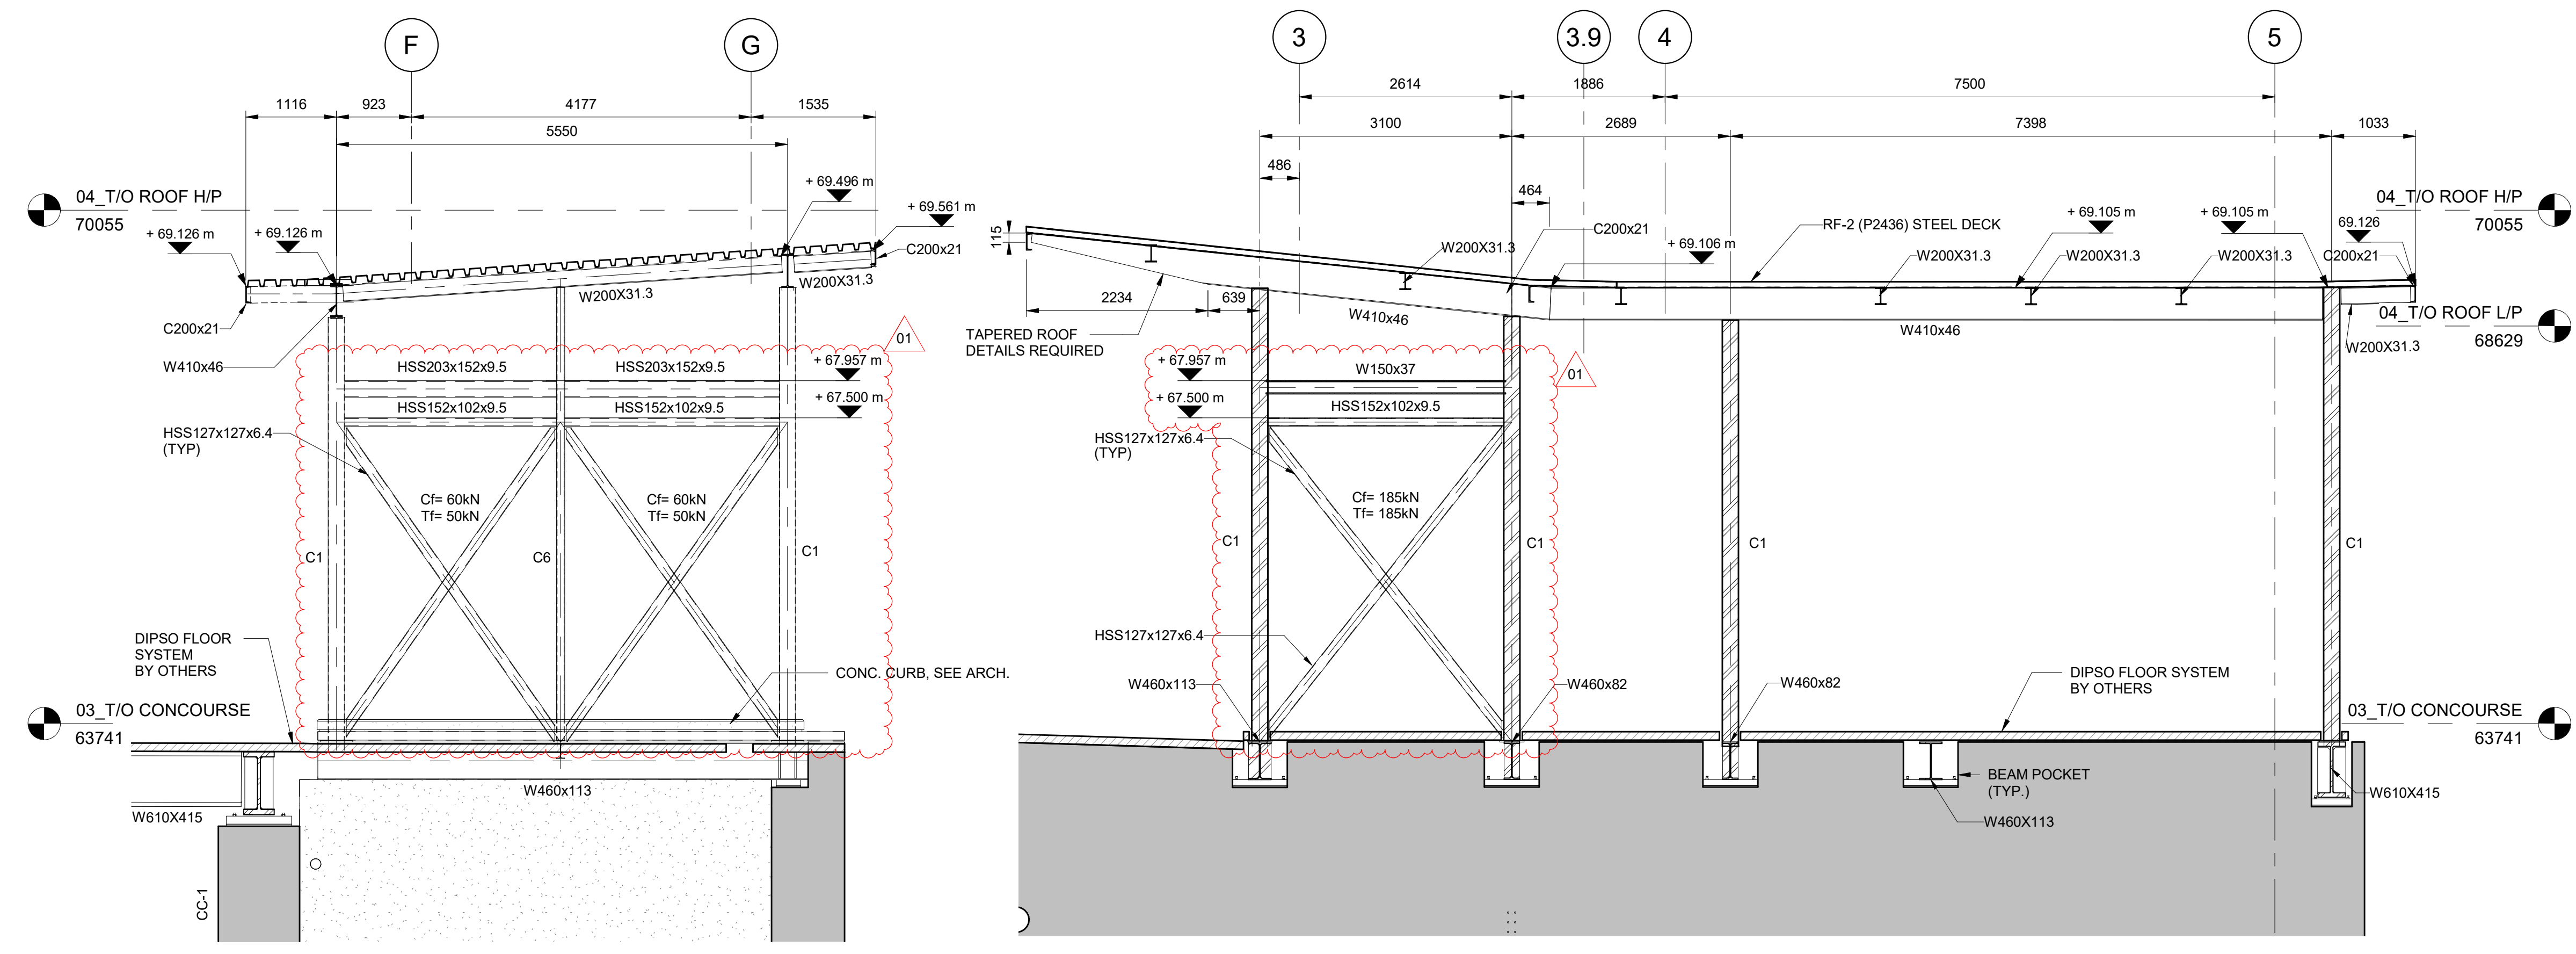 F
G
1116
923
4177
1535
5550
04_T/O ROOF H/P
70055
+ 69.126 m
+ 69.126 m
+ 69.496 m
+ 69.561 m
C200x21
W200X31.3
W200X31.3
C200x21
W410x46
01
HSS203x152x9.5
HSS203x152x9.5
+ 67.957 m
HSS152x102x9.5
HSS152x102x9.5
+ 67.500 m
HSS127x127x6.4
(TYP)
Cf= 60kN
Tf= 50kN
Cf= 60kN
Tf= 50kN
C1
C6
C1
DIPSO FLOOR
SYSTEM
BY OTHERS
CONC. CURB, SEE ARCH.
03_T/O CONCOURSE
63741
W460x113
W610X415
CC-1
3
3.9
4
5
2614
1886
7500
3100
2689
7398
1033
486
464
115
C200x21
+ 69.106 m
RF-2 (P2436) STEEL DECK
+ 69.105 m
+ 69.105 m
69.126
04_T/O ROOF H/P
70055
W200X31.3
W200X31.3
W200X31.3
W200X31.3
C200x21
2234
639
TAPERED ROOF
DETAILS REQUIRED
W410x46
W410x46
04_T/O ROOF L/P
68629
W200X31.3
+ 67.957 m
W150x37
01
+ 67.500 m
HSS152x102x9.5
HSS127x127x6.4
(TYP)
Cf= 185kN
Tf= 185kN
C1
C1
C1
C1
HSS127x127x6.4
W460x113
W460x82
W460x82
DIPSO FLOOR SYSTEM
BY OTHERS
03_T/O CONCOURSE
63741
BEAM POCKET
(TYP.)
W610X415
W460X113